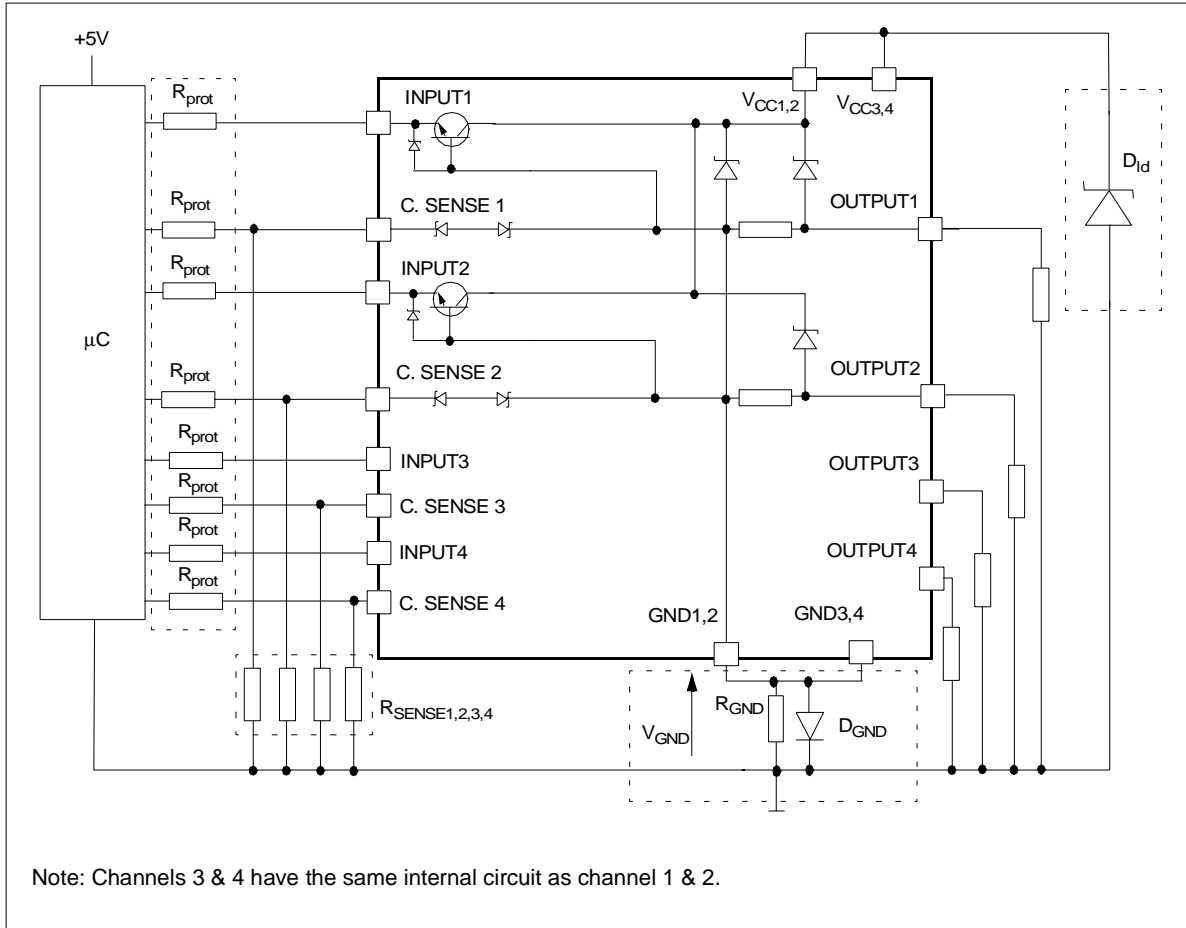 +5V
μC
Rprot
Rprot
Rprot
Rprot
Rprot
Rprot
Rprot
Rprot
INPUT1
C. SENSE 1
INPUT2
C. SENSE 2
INPUT3
C. SENSE 3
INPUT4
C. SENSE 4
VCC1,2
VCC3,4
OUTPUT1
OUTPUT2
OUTPUT3
OUTPUT4
Dld
GND1,2
GND3,4
RSENSE1,2,3,4
VGND
RGND
DGND
Note: Channels 3 & 4 have the same internal circuit as channel 1 & 2.